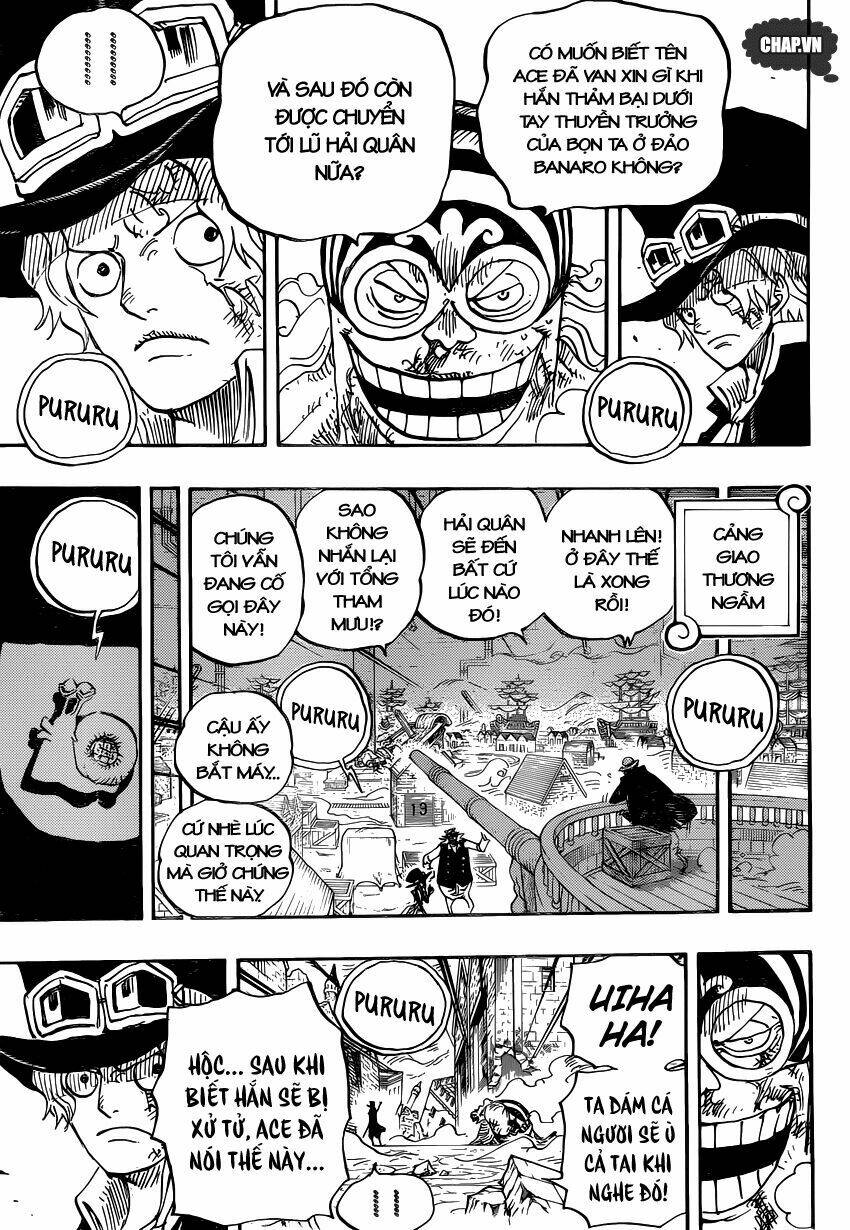 CHAP.VN
CÓ MUỐN BIẾT TÊN
ACE ĐÃ VAN XIN GÌ KHI
HẮN THẢM BẠI DƯỚI
TAY THUYỀN TRƯỞNG
CỦA BỌN TA Ở ĐẢO
BANARO KHÔNG?
PURURU
VÀ SAU ĐÓ CÒN
ĐƯỢC CHUYỂN
TỚI LŨ HẢI QUÂN
NỮA?
PURURU
CẢNG
GIAO
THƯƠNG
NGẦM
NHANH LÊN!
Ở ĐÂY THẾ
LÀ XONG
RỒI!
HẢI QUÂN
SẼ ĐẾN
BẤT CỨ
LÚC NÀO
ĐÓ!
SAO
KHÔNG
NHẮN LẠI
VỚI TỔNG
THAM
MƯU!?
CHÚNG
TÔI VẪN
ĐANG CỐ
GỌI ĐÂY
NÀY!
PURURU
PURURU
CẬU ẤY
KHÔNG
BẮT MÁY...
CỨ NHÈ LÚC
QUAN TRỌNG
MÀ GIỞ CHỨNG
THẾ NÀY.
13
PURURU
UIHA
HA!
TA DÁM CÁ
NGƯƠI SẼ Ù
CẢ TAI KHI
NGHE ĐÓ!
PURURU
HỘC... SAU KHI
BIẾT HẮN SẼ BỊ
XỬ TỬ, ACE ĐÃ
NÓI THẾ NÀY...